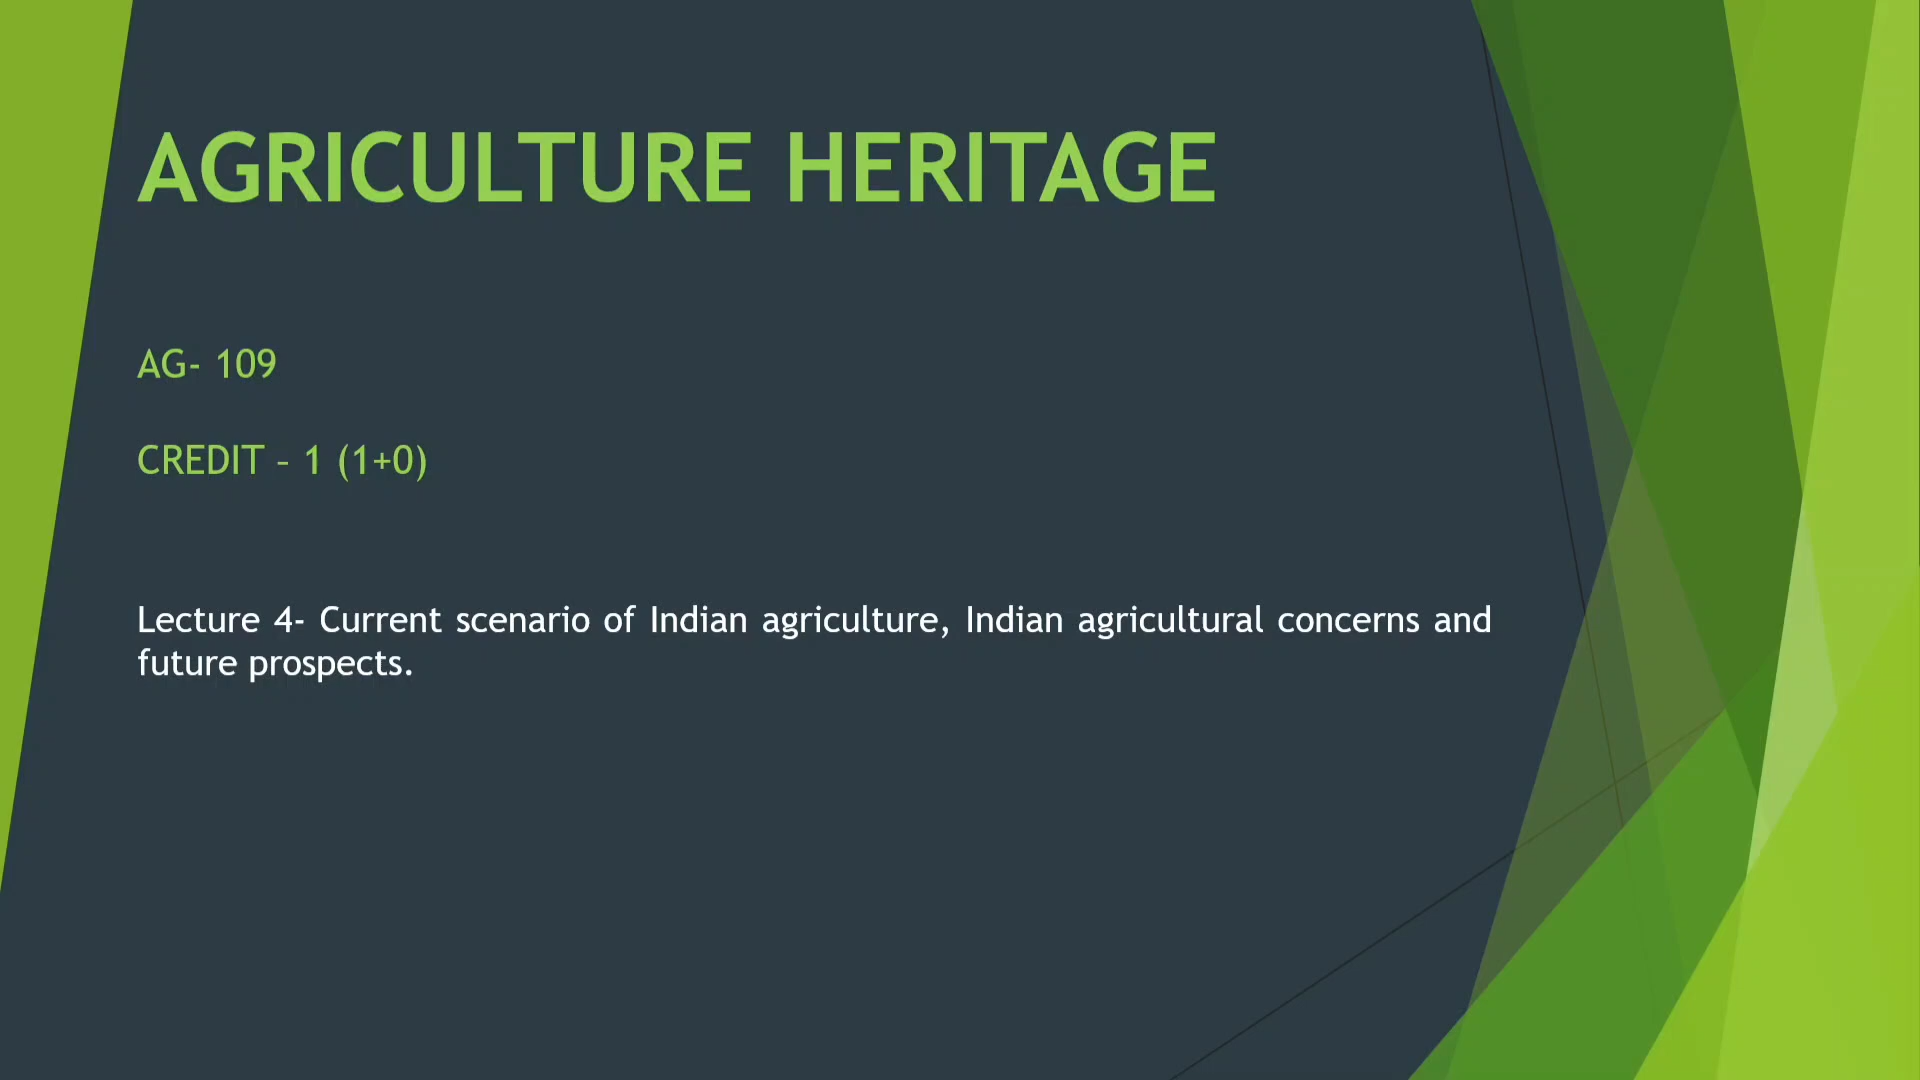 AGRICULTURE HERITAGE
AG- 109
CREDIT – 1 (1+0)
Lecture 4- Current scenario of Indian agriculture, Indian agricultural concerns and
future prospects.